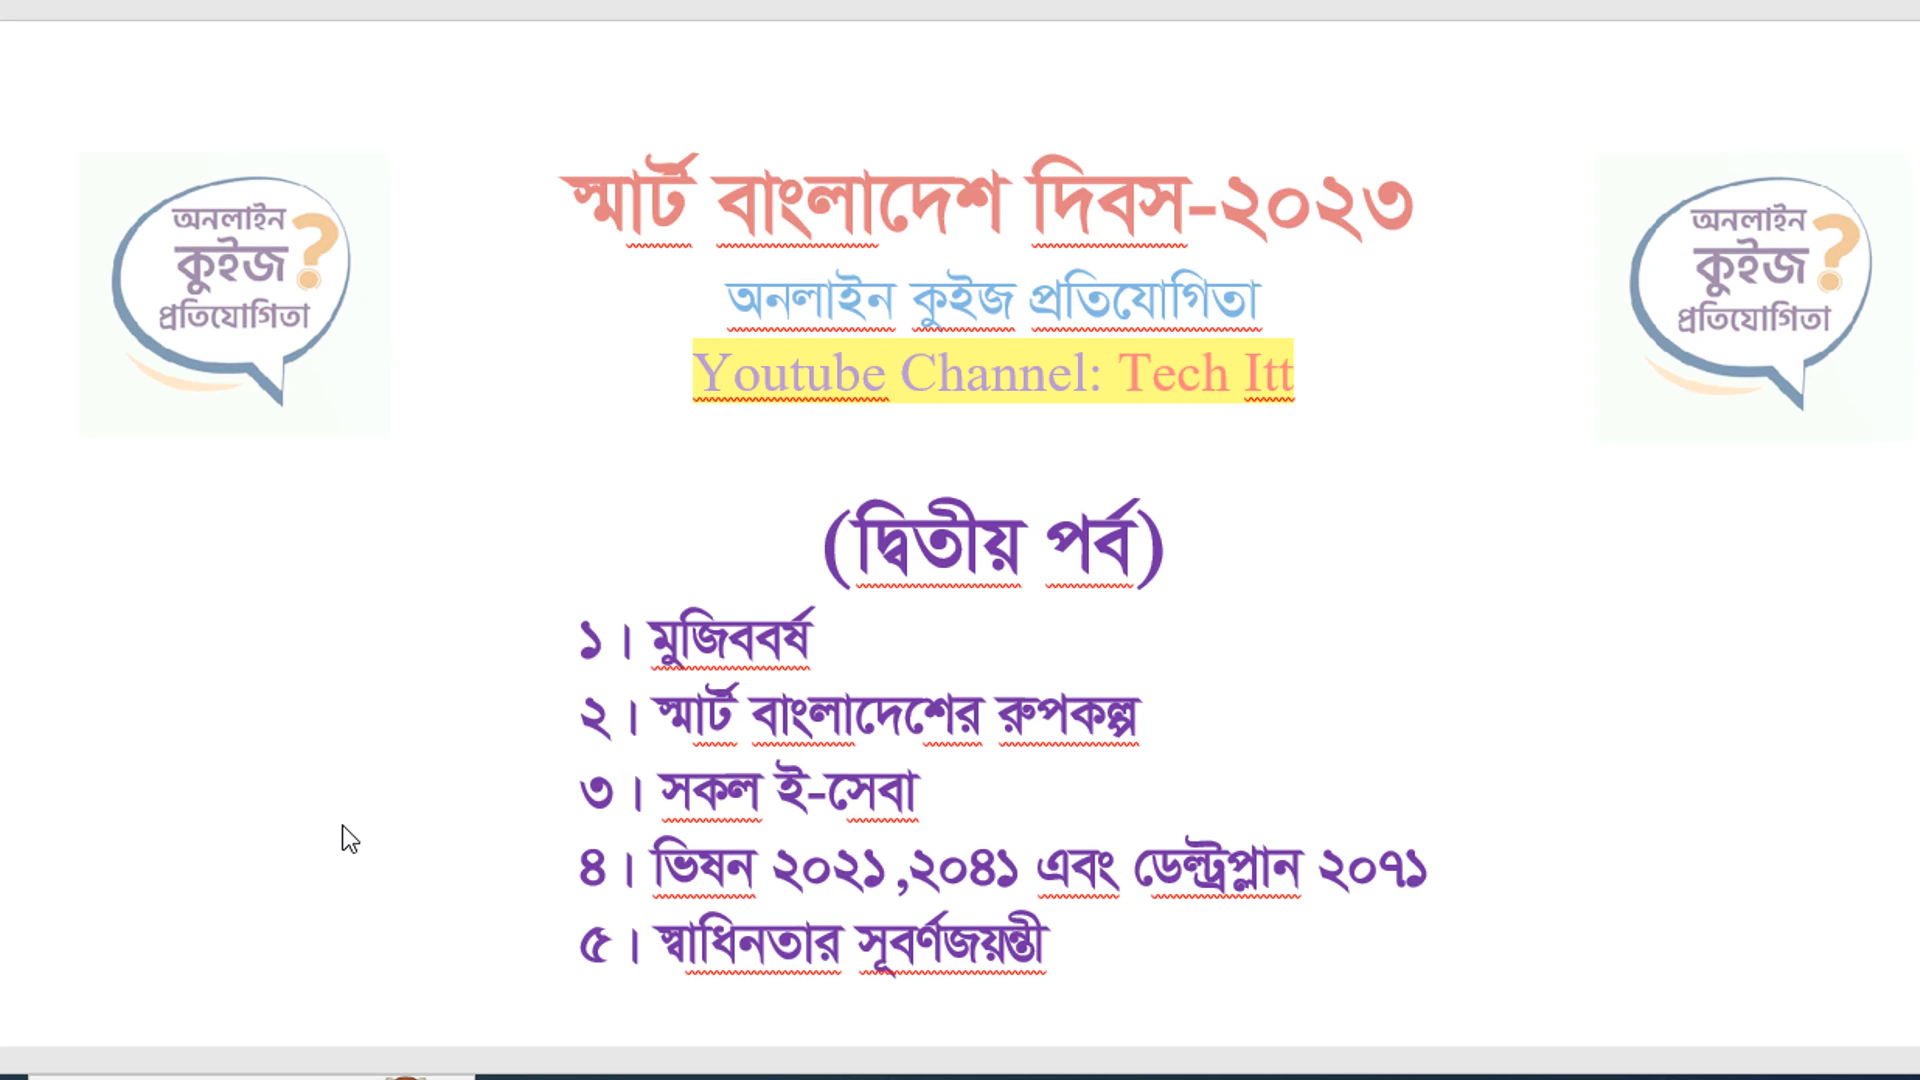 স্মার্ট বাংলাদেশ দিবস-২০২৩
অনলাইন কুইজ প্রতিযোগিতা
Youtube Channel: Tech Itt
অনলাইন
কুইজ?
প্রতিযোগিতা
অনলাইন
কুইজ?
প্রতিযোগিতা
(দ্বিতীয় পর্ব)
১। মুজিববর্ষ
২। স্মার্ট বাংলাদেশের রুপকল্প
৩। সকল ই-সেবা
৪। ভিষন ২০২১,২০৪১ এবং ডেল্ট্রপ্লান ২০৭১
৫। স্বাধিনতার সূবর্ণজয়ন্তী